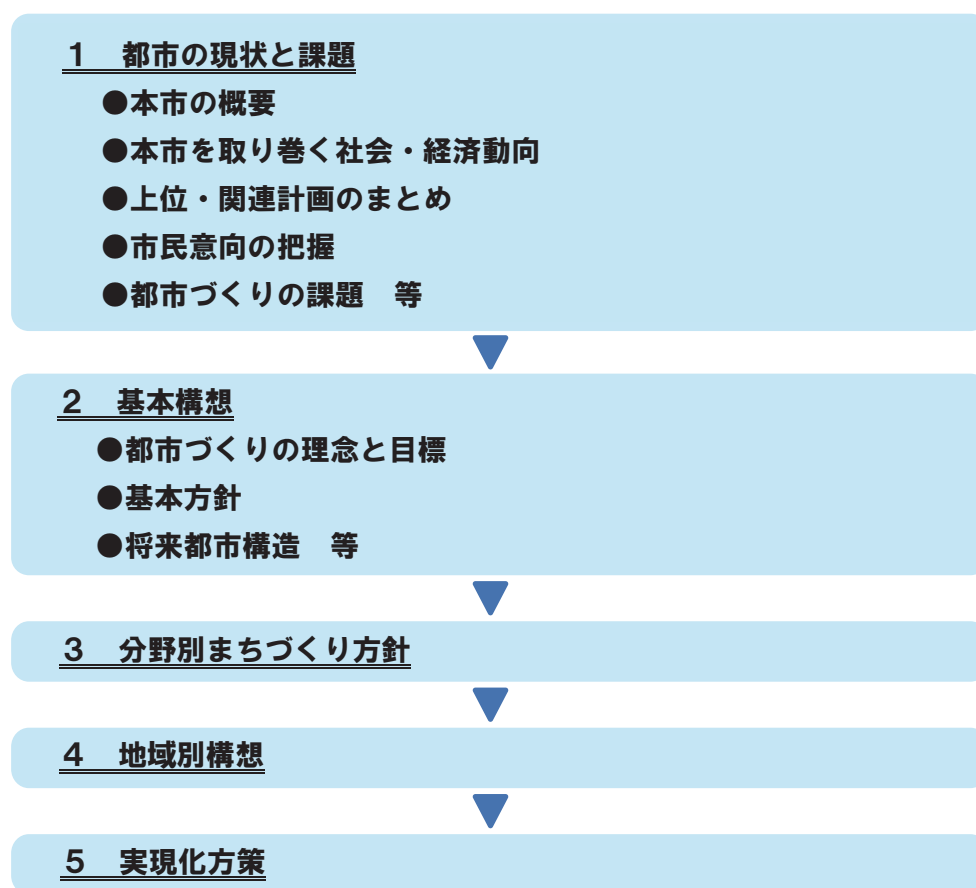 1　都市の現状と課題
●本市の概要
●本市を取り巻く社会・経済動向
●上位・関連計画のまとめ
●市民意向の把握
●都市づくりの課題　等
2　基本構想
●都市づくりの理念と目標
●基本方針
●将来都市構造　等
3　分野別まちづくり方針
4　地域別構想
5　実現化方策